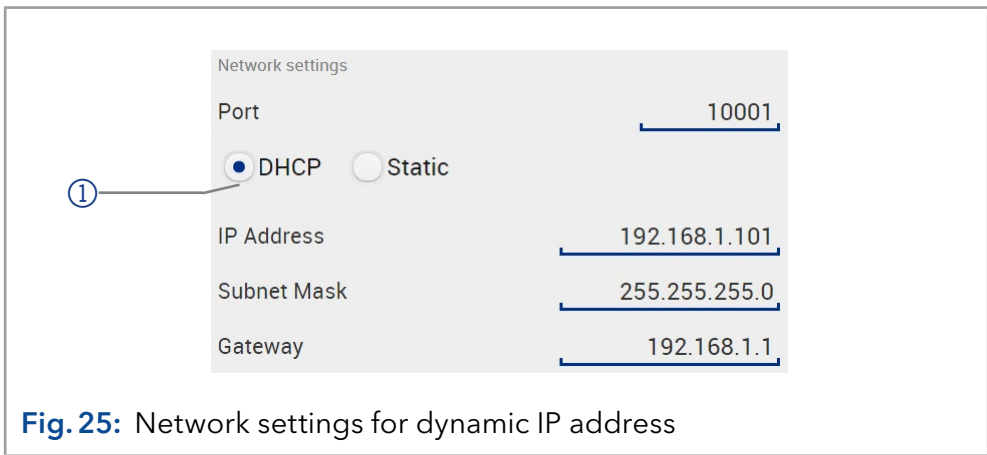 Network settings
Port 10001
DHCP Static
①
IP Address 192.168.1.101
Subnet Mask 255.255.255.0
Gateway 192.168.1.1
Fig. 25: Network settings for dynamic IP address